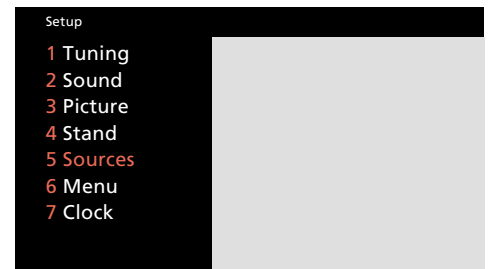 Setup
1 Tuning
2 Sound
3 Picture
4 Stand
5 Sources
6 Menu
7 Clock